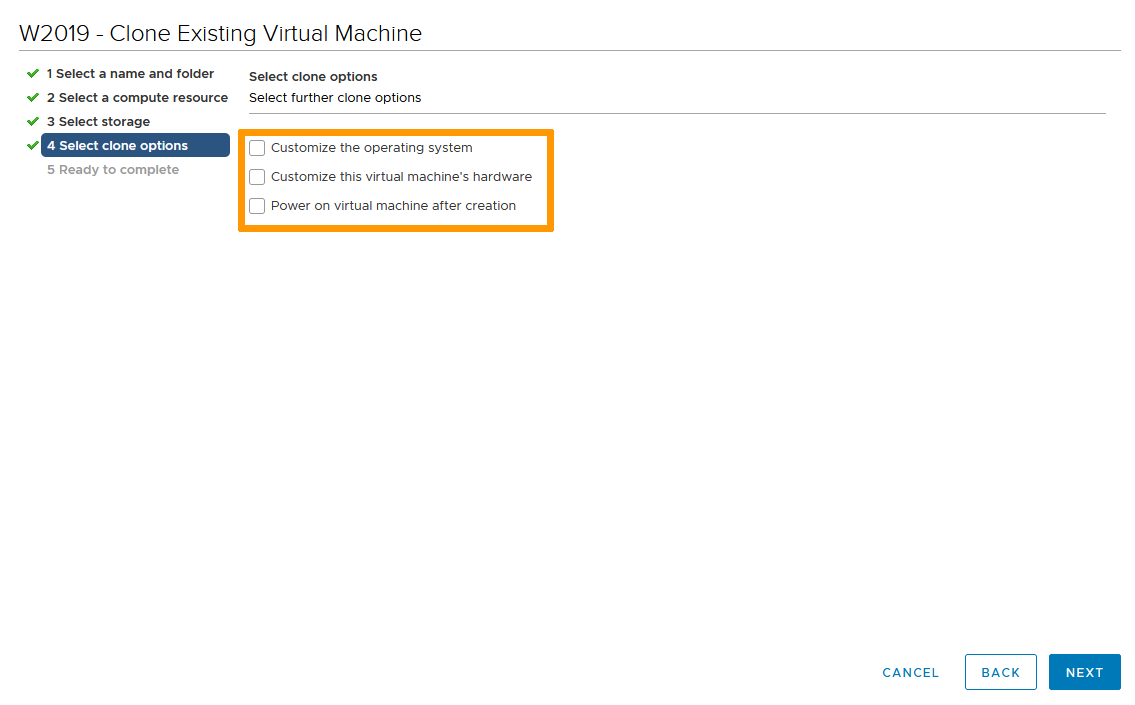 W2019 - Clone Existing Virtual Machine
1 Select a name and folder
2 Select a compute resource
3 Select storage
4 Select clone options
5 Ready to complete
Select clone options
Select further clone options
Customize the operating system
Customize this virtual machine's hardware
Power on virtual machine after creation
CANCEL
BACK
NEXT